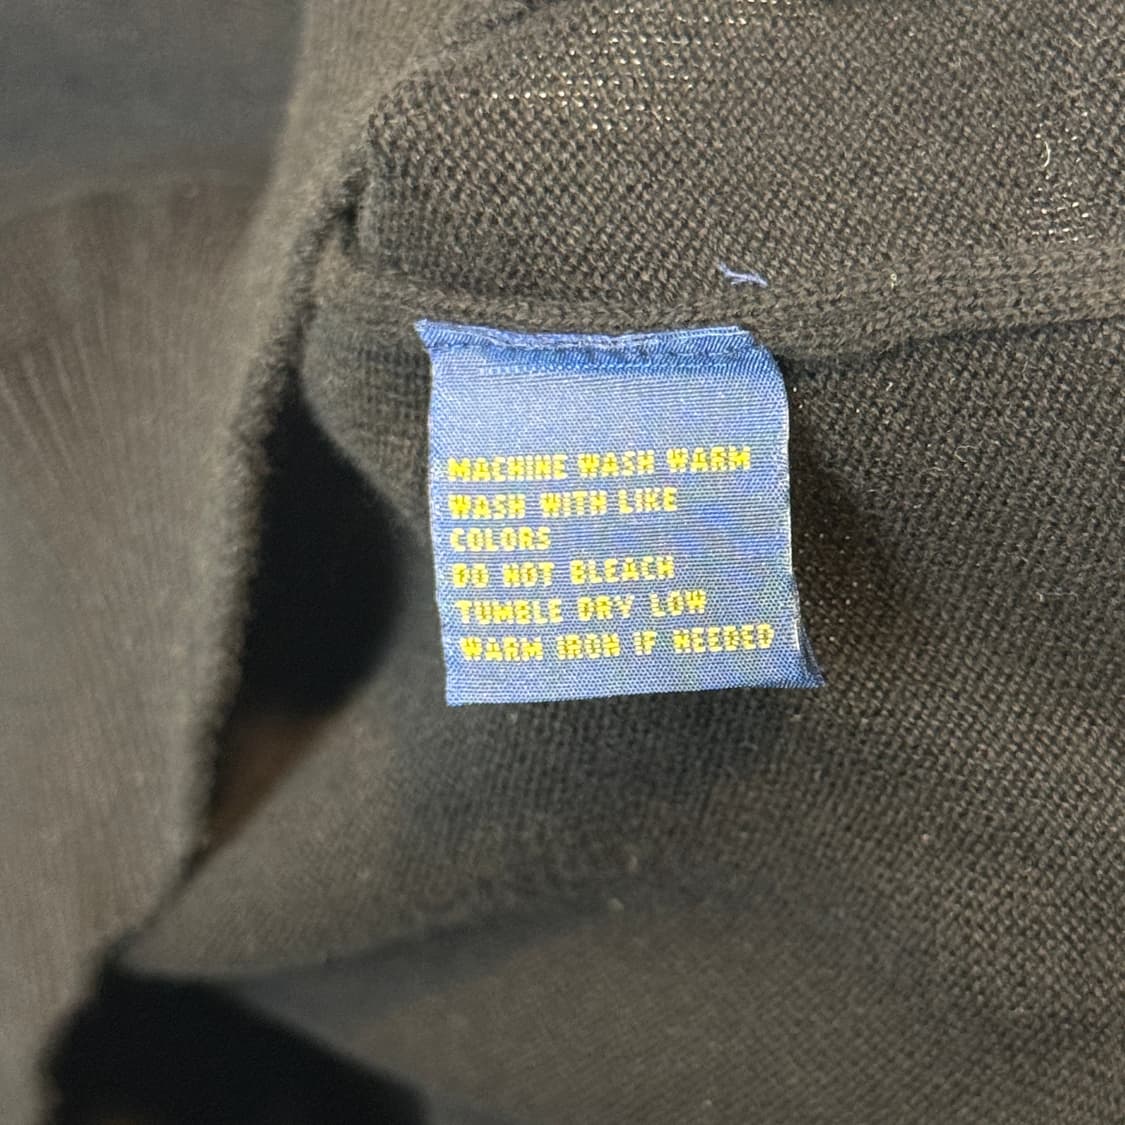 MACHINE WASH WARM
WASH WITH LIKE
COLORS
DO NOT BLEACH
TUMBLE DRY LOW
WARM IRON IF NEEDED